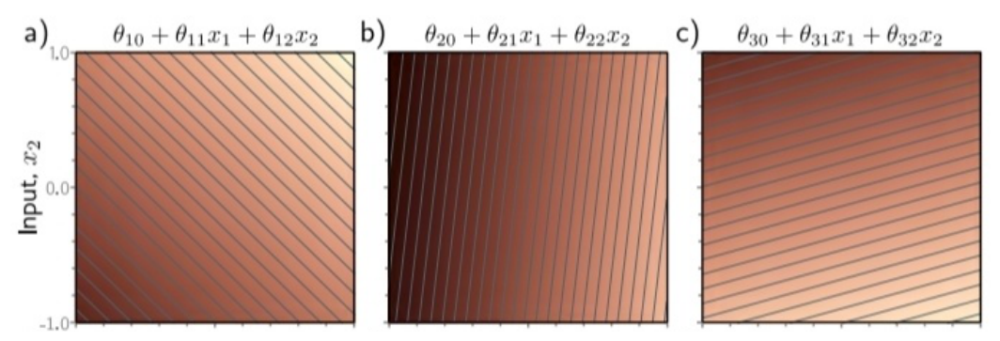 a) θ₁₀ + θ₁₁x₁ + θ₁₂x₂
b) θ₂₀ + θ₂₁x₁ + θ₂₂x₂
c) θ₃₀ + θ₃₁x₁ + θ₃₂x₂
1.0
0.0
-1.0
Input, x₂